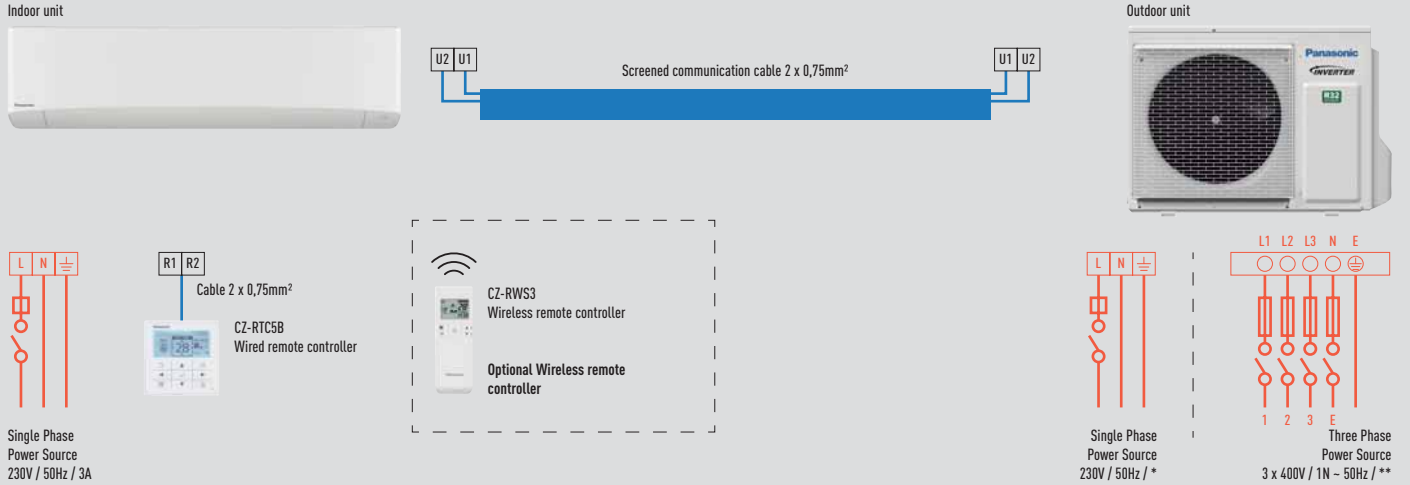 Indoor unit
Outdoor unit
Panasonic
INVERTER
R32
Panasonic
U2 U1
Screened communication cable 2 x 0,75mm²
U1 U2
L N
R1 R2
Cable 2 x 0,75mm²
CZ-RTC5B
Wired remote controller
28
CZ-RWS3
Wireless remote controller
Optional Wireless remote
controller
L N
L1 L2 L3 N E
1 2 3 E
Single Phase
Power Source
230V / 50Hz / 3A
Single Phase
Power Source
230V / 50Hz / *
Three Phase
Power Source
3 x 400V / 1N ~ 50Hz / **